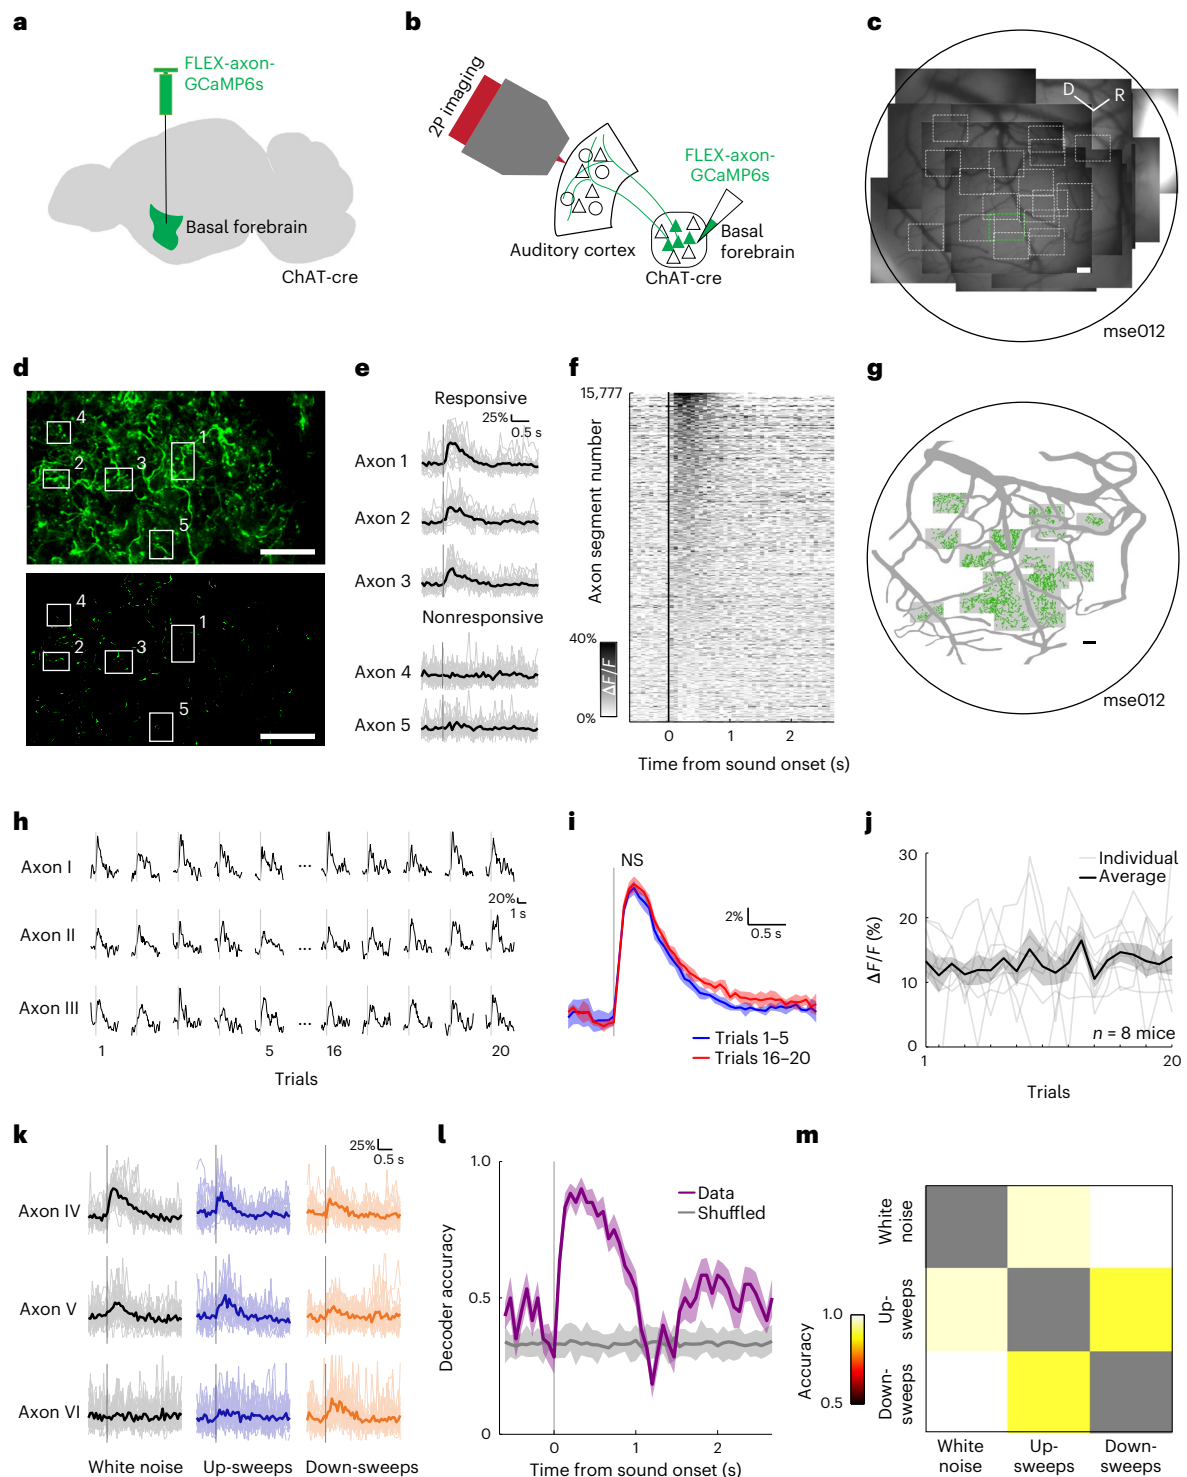 a
FLEX-axon-
GCaMP6s
Basal forebrain
ChAT-cre
b
2P imaging
FLEX-axon-
GCaMP6s
Auditory cortex
Basal
forebrain
ChAT-cre
c
D
R
mse012
d
4
1
2
3
5
4
1
2
3
5
e
Responsive
25%
0.5 s
Axon 1
Axon 2
Axon 3
Nonresponsive
Axon 4
Axon 5
f
15,777
Axon segment number
40%
ΔF/F
0%
0 1 2
Time from sound onset (s)
g
mse012
h
Axon I
...
20%
1 s
Axon II
...
Axon III
...
1 5 16 20
Trials
i
NS
2%
0.5 s
Trials 1–5
Trials 16–20
j
30
20
10
0
ΔF/F (%)
Individual
Average
n = 8 mice
1 20
Trials
k
25%
0.5 s
Axon IV
Axon V
Axon VI
White noise Up-sweeps Down-sweeps
l
1.0
0.5
0
Decoder accuracy
Data
Shuffled
0 1 2
Time from sound onset (s)
m
White
noise
Up-
sweeps
Down-
sweeps
1.0
Accuracy
0.5
White
noise
Up-
sweeps
Down-
sweeps